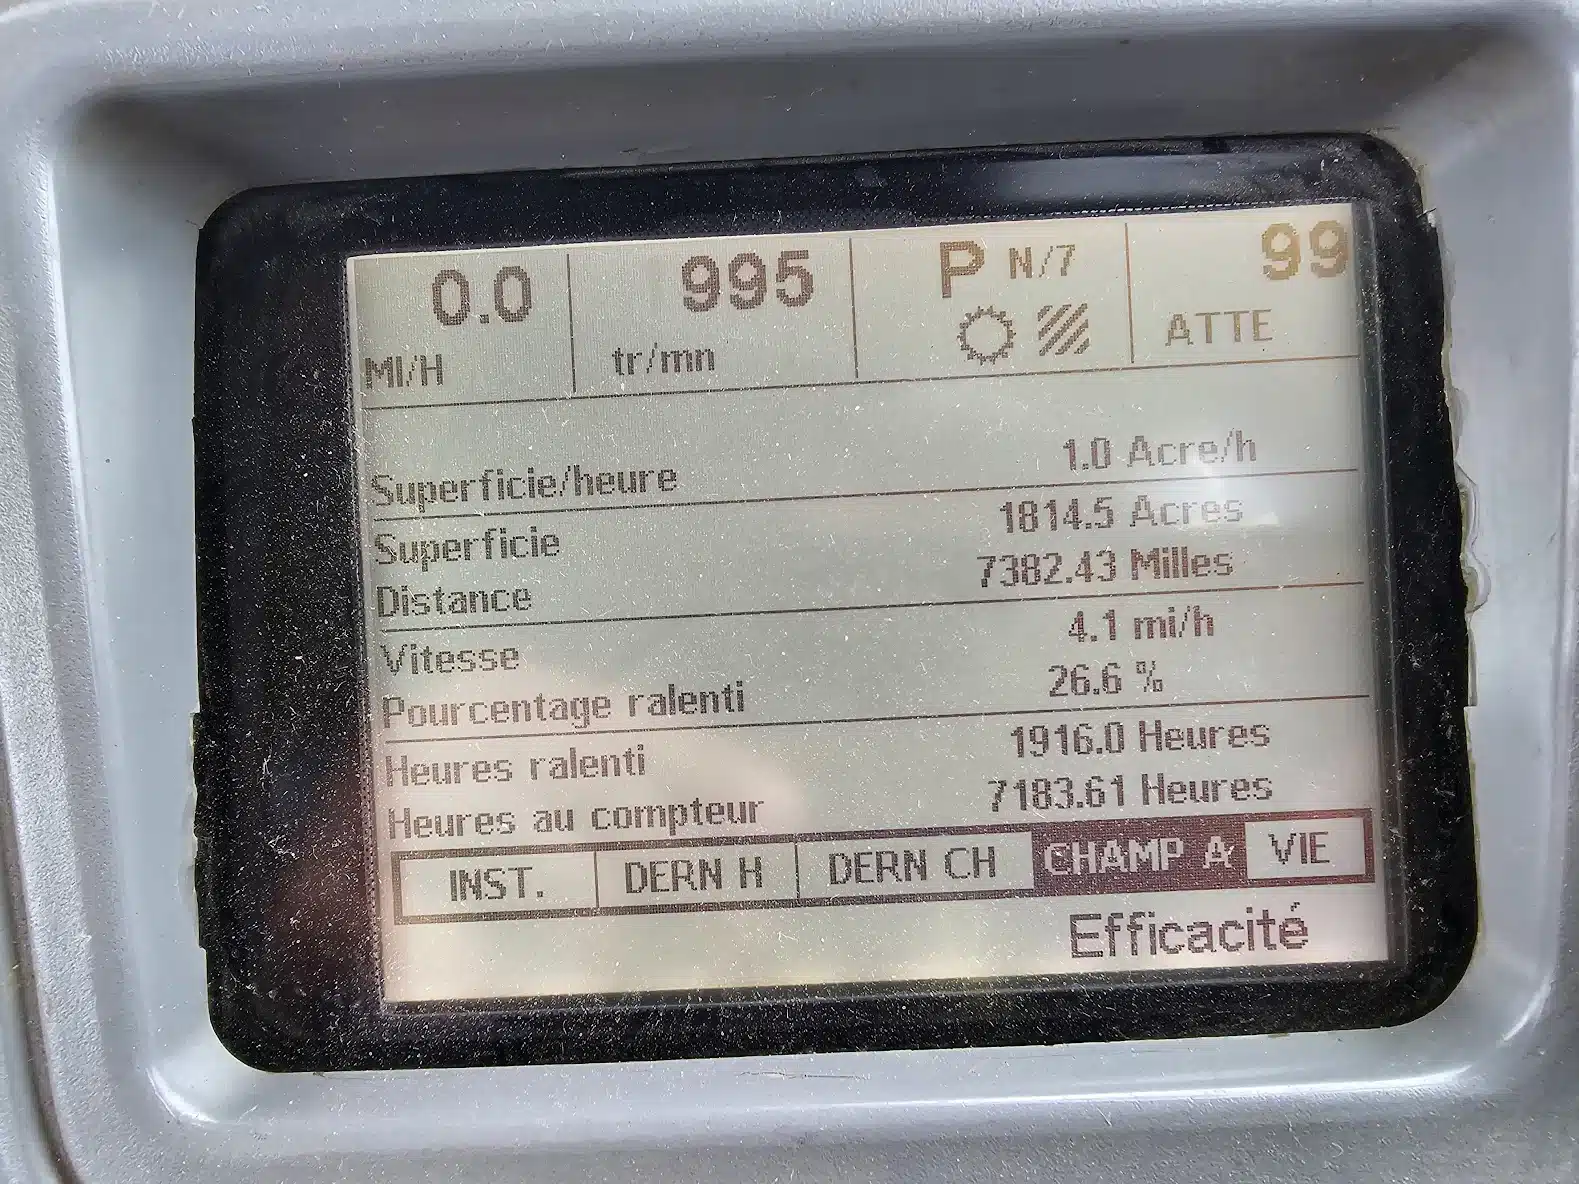 0.0 995 P N/7 99
MI/H tr/mn ATTE
Superficie/heure 1.0 Acre/h
Superficie 1814.5 Acres
Distance 7382.43 Milles
Vitesse 4.1 mi/h
Pourcentage ralenti 26.6 %
Heures ralenti 1916.0 Heures
Heures au compteur 7183.61 Heures
INST. DERN H DERN CH CHAMP A VIE
Efficacité